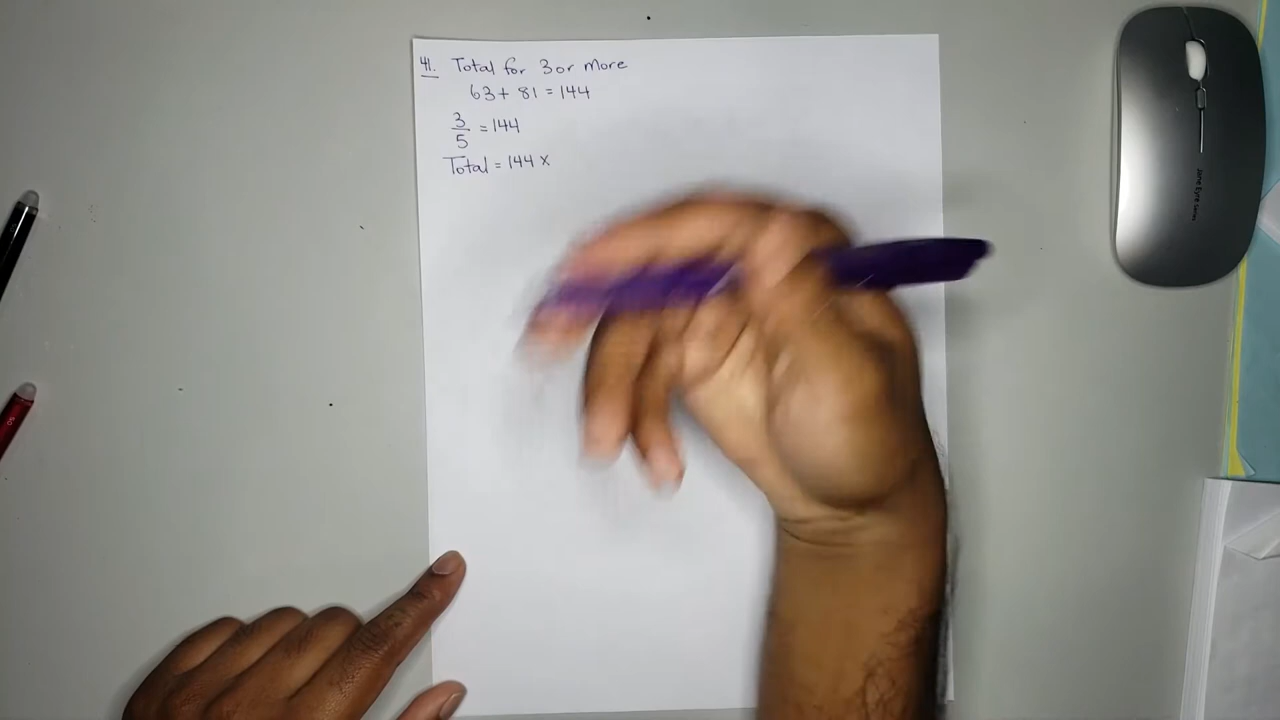 41. Total for 3 or more
63 + 81 = 144
3/5 = 144
Total = 144 x